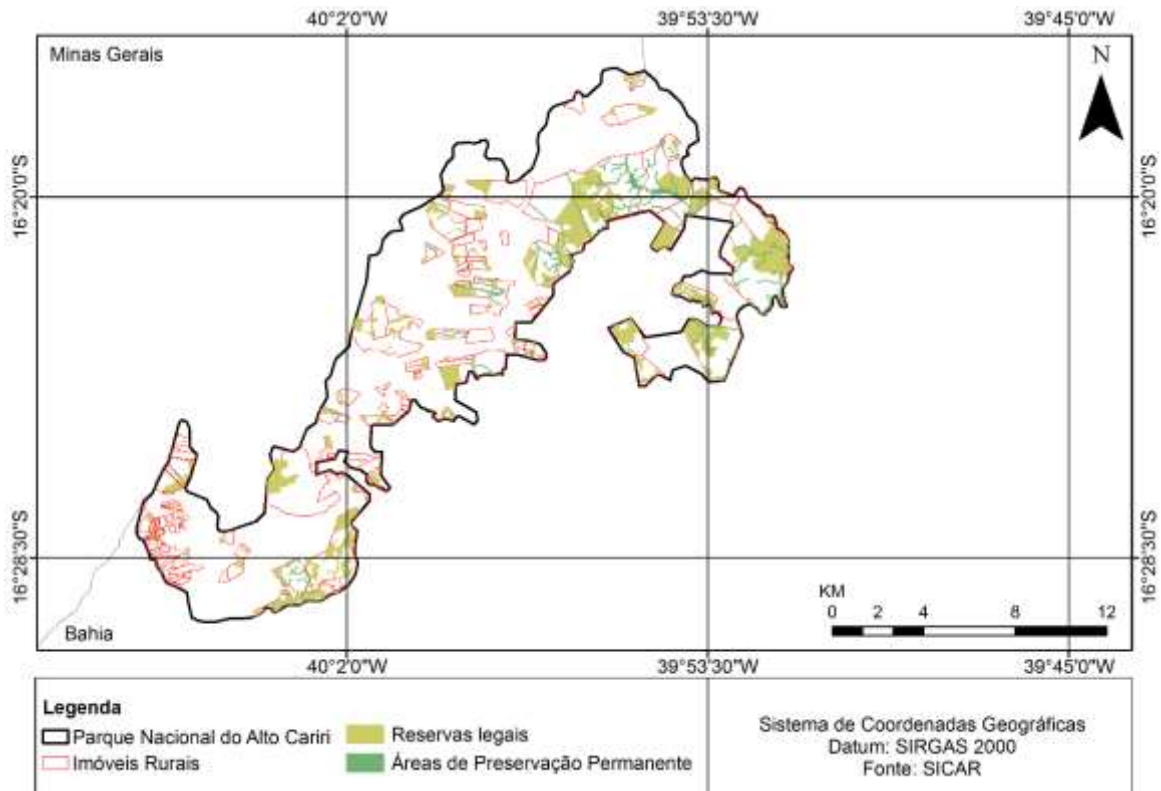 40°2'0"W 39°53'30"W 39°45'0"W
Minas Gerais
N
16°20'0"S 16°20'0"S
16°28'30"S 16°28'30"S
KM
0 2 4 8 12
Bahia
40°2'0"W 39°53'30"W 39°45'0"W
Legenda
Parque Nacional do Alto Cariri
Imóveis Rurais
Reservas legais
Áreas de Preservação Permanente
Sistema de Coordenadas Geográficas
Datum: SIRGAS 2000
Fonte: SICAR